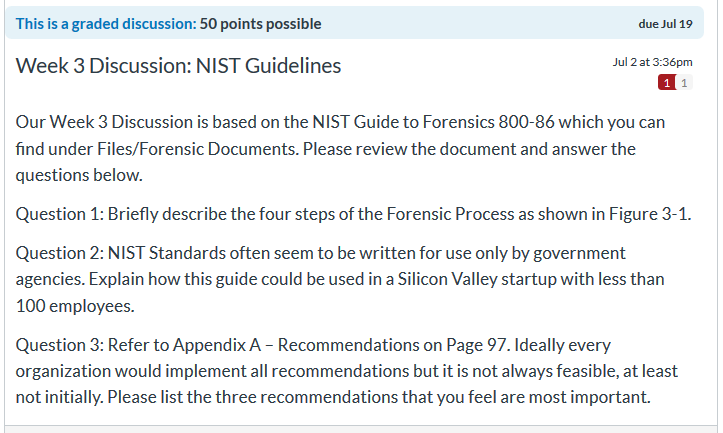 This is a graded discussion: 50 points possible
due Jul 19
Week 3 Discussion: NIST Guidelines
Jul 2 at 3:36pm
1 1
Our Week 3 Discussion is based on the NIST Guide to Forensics 800-86 which you can
find under Files/Forensic Documents. Please review the document and answer the
questions below.
Question 1: Briefly describe the four steps of the Forensic Process as shown in Figure 3-1.
Question 2: NIST Standards often seem to be written for use only by government
agencies. Explain how this guide could be used in a Silicon Valley startup with less than
100 employees.
Question 3: Refer to Appendix A – Recommendations on Page 97. Ideally every
organization would implement all recommendations but it is not always feasible, at least
not initially. Please list the three recommendations that you feel are most important.